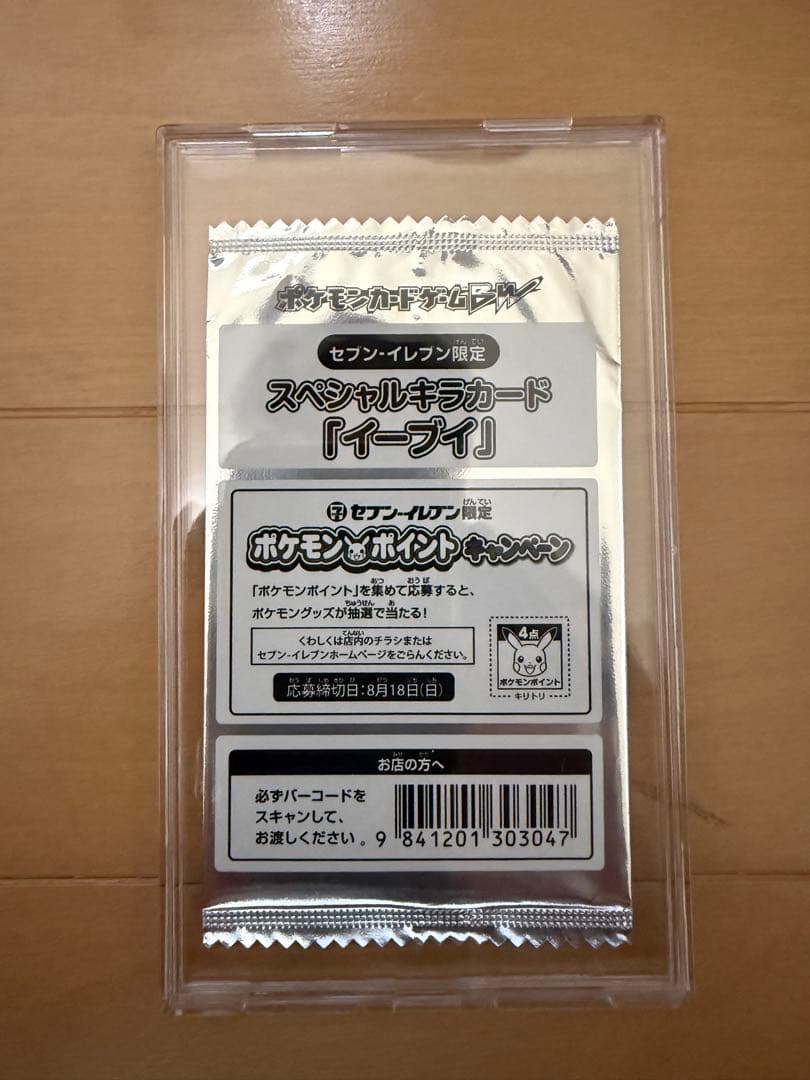 ポケモンカードゲームBW
セブン-イレブン限定
スペシャルキラカード
「イーブイ」
セブン-イレブン限定
ポケモンポイントキャンペーン
「ポケモンポイント」を集めて応募すると、
ポケモングッズが抽選で当たる!
くわしくは店内のチラシまたは
セブン-イレブンホームページをごらんください。
応募締切日:8月18日(日)
4点
ポケモンポイント
キリトリ
お店の方へ
必ずバーコードを
スキャンして、
お渡しください。
9 841201 303047